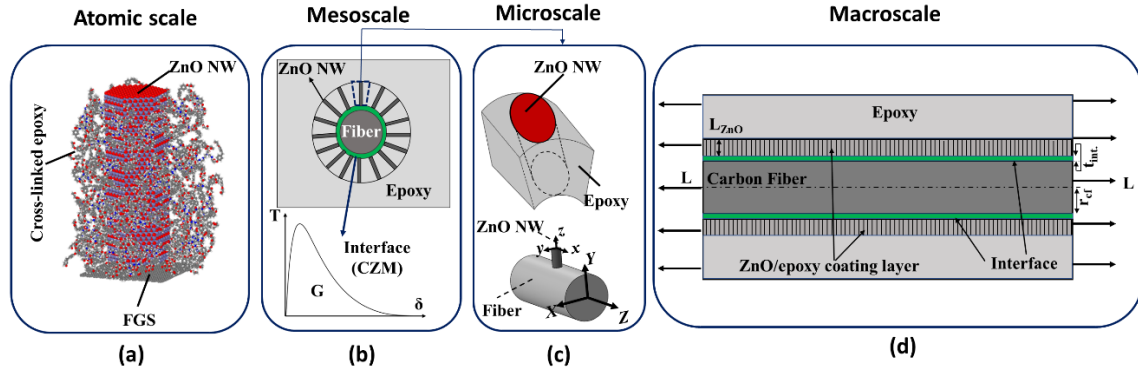 Atomic scale
Mesoscale
Microscale
Macroscale
ZnO NW
Cross-linked epoxy
FGS
(a)
ZnO NW
Fiber
Epoxy
T
Interface
(CZM)
G
δ
(b)
ZnO NW
Epoxy
ZnO NW
z
y
x
Y
Fiber
X
Z
(c)
Epoxy
L_ZnO
t_int.
Carbon Fiber
L
L
r_cf
ZnO/epoxy coating layer
Interface
(d)